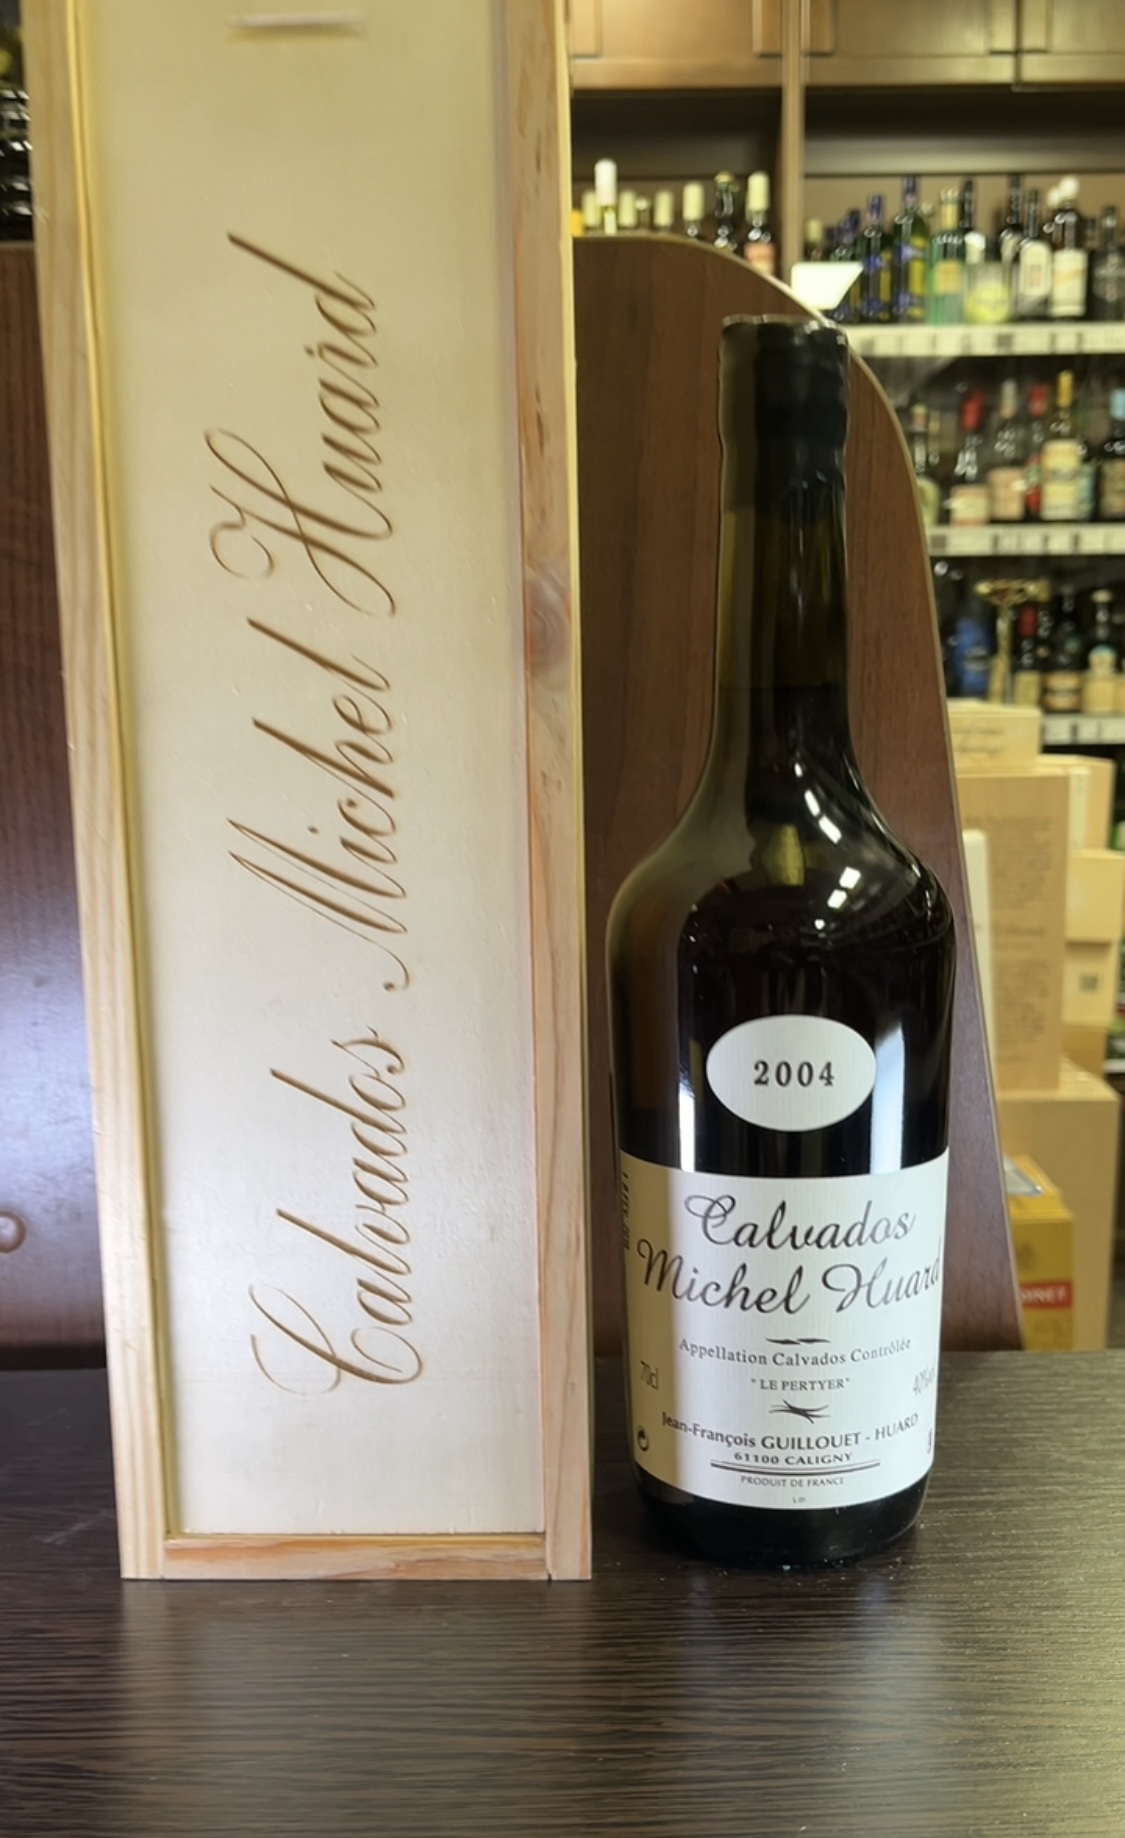 Calvados Michel Huard
2004
Calvados
Michel Huard
Appellation Calvados Contrôlée
70cl
"LE PERTYER"
40%
Jean-François GUILLOUET - HUARD
61100 CALIGNY
PRODUIT DE FRANCE